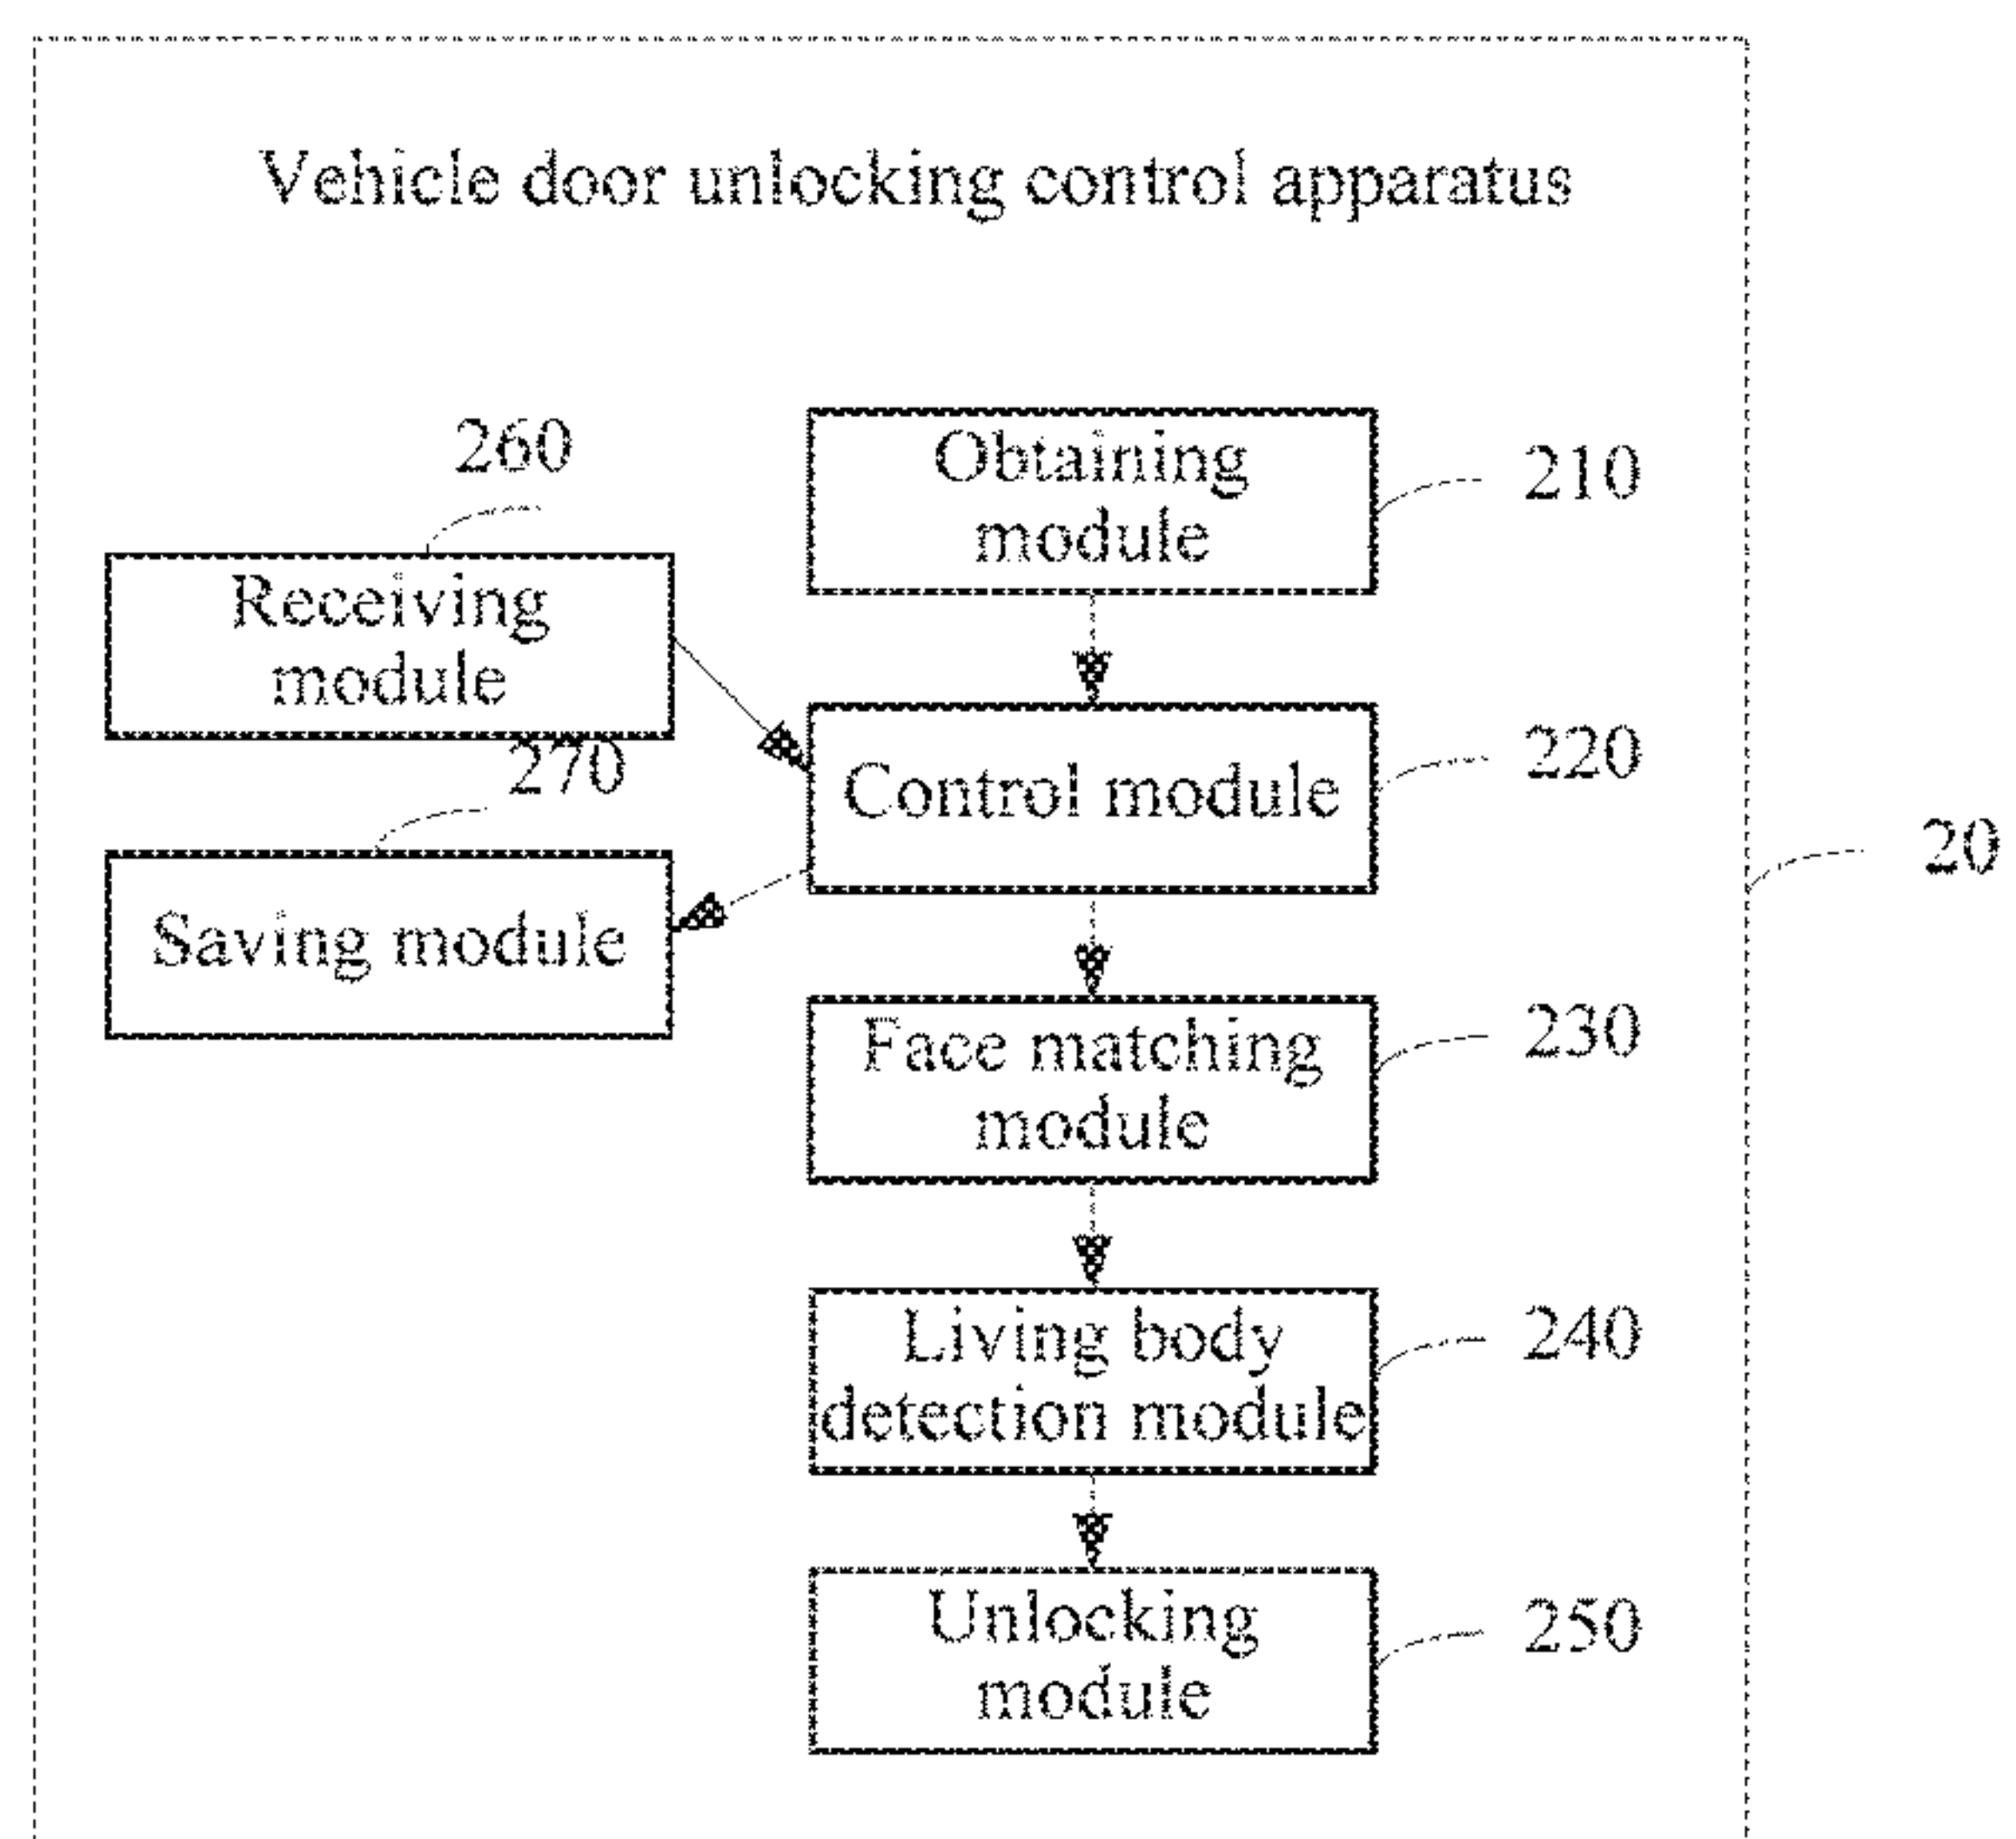 Vehicle door unlocking control apparatus
260
Obtaining
module
210
Receiving
module
270
Control module
220
20
Saving module
Face matching
module
230
Living body
detection module
240
Unlocking
module
250